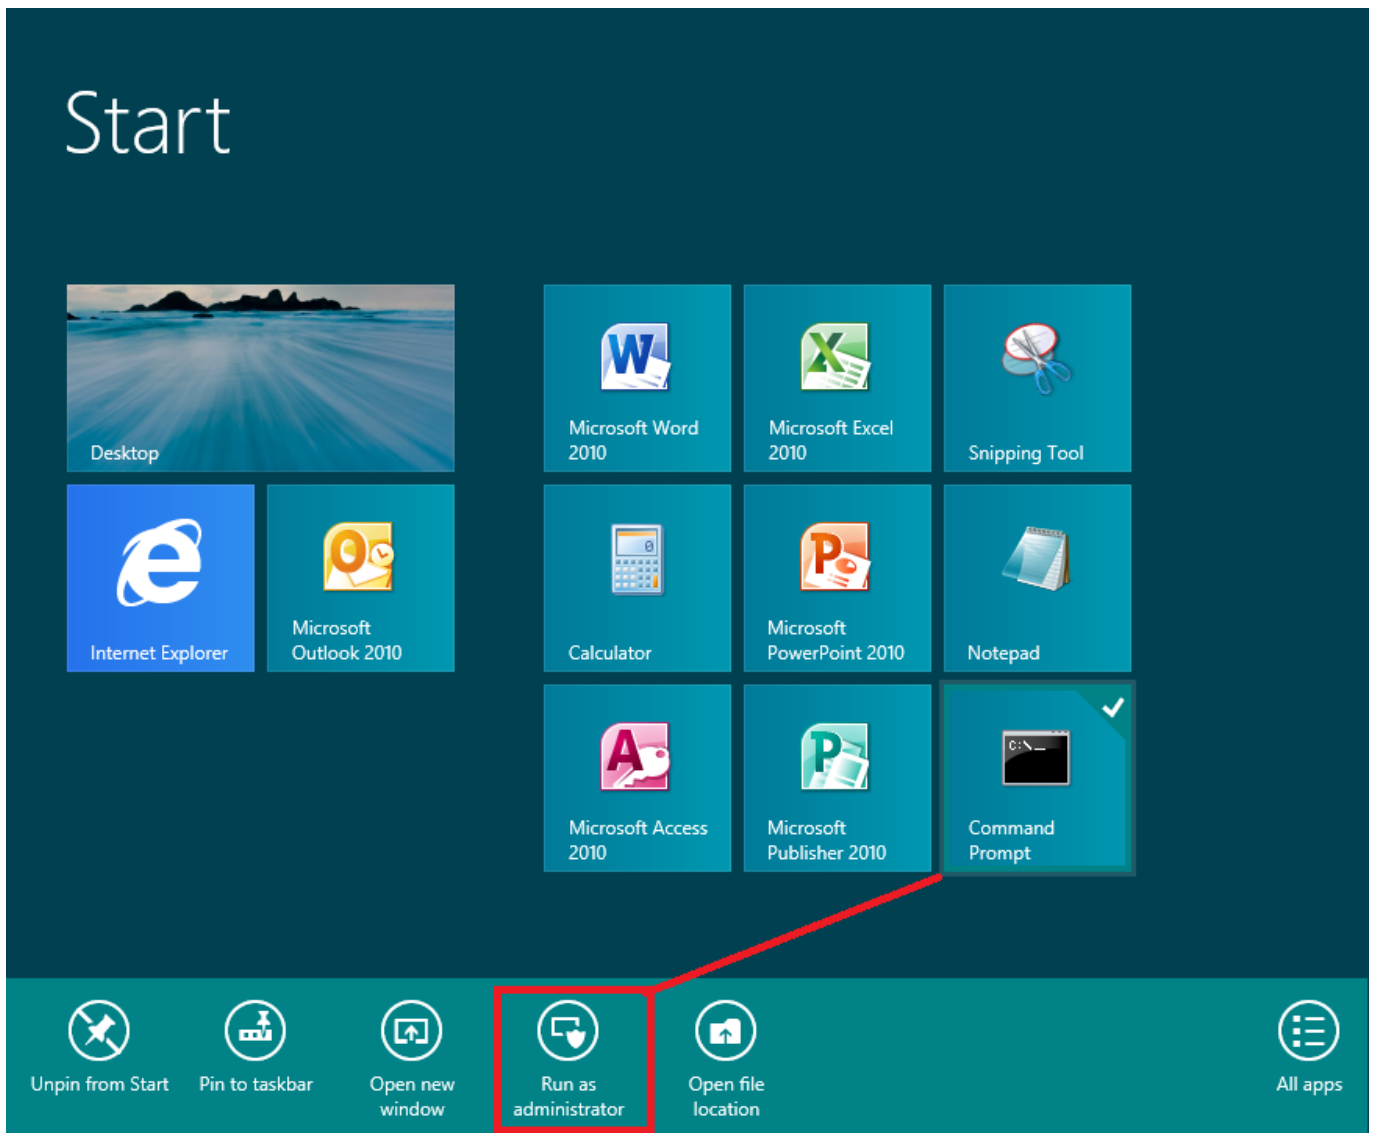 Start
Desktop
Internet Explorer
Microsoft
Outlook 2010
Microsoft Word
2010
Microsoft Excel
2010
Snipping Tool
Calculator
Microsoft
PowerPoint 2010
Notepad
Microsoft Access
2010
Microsoft
Publisher 2010
C:\_
Command
Prompt
Unpin from Start
Pin to taskbar
Open new
window
Run as
administrator
Open file
location
All apps